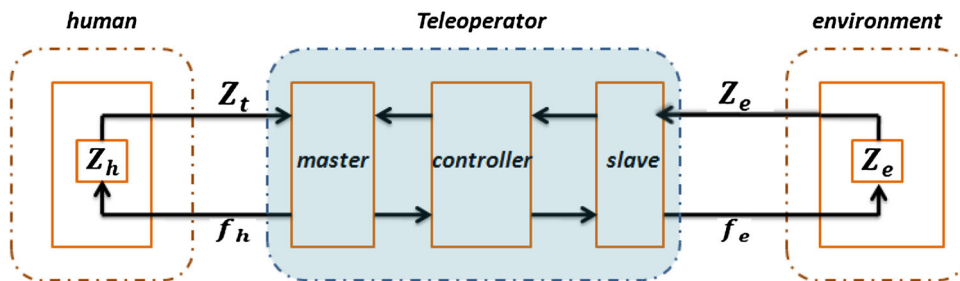 human
Teleoperator
environment
Z_t
Z_e
Z_h
master
controller
slave
Z_e
f_h
f_e